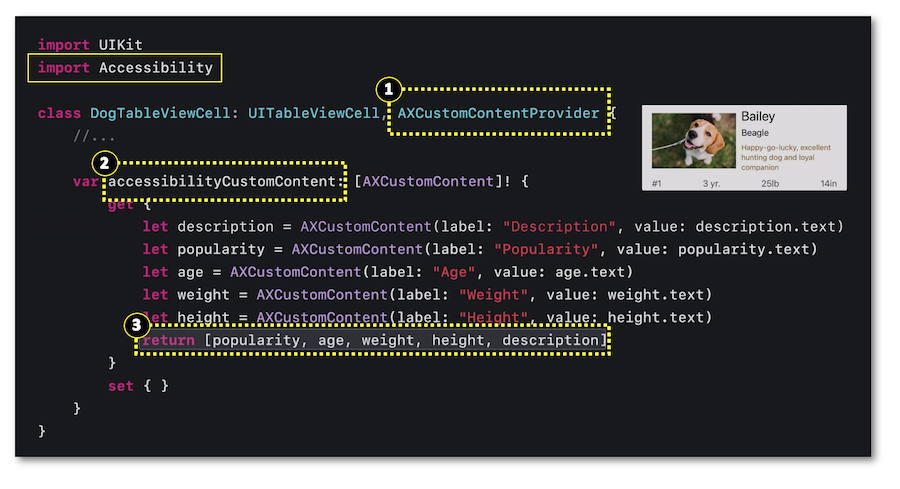 import UIKit
import Accessibility
1
class DogTableViewCell: UITableViewCell, AXCustomContentProvider {
//...
2
var accessibilityCustomContent: [AXCustomContent]! {
get {
let description = AXCustomContent(label: "Description", value: description.text)
let popularity = AXCustomContent(label: "Popularity", value: popularity.text)
let age = AXCustomContent(label: "Age", value: age.text)
let weight = AXCustomContent(label: "Weight", value: weight.text)
let height = AXCustomContent(label: "Height", value: height.text)
3
return [popularity, age, weight, height, description]
}
set { }
}
}
Bailey
Beagle
Happy-go-lucky, excellent
hunting dog and loyal
companion
#1 3 yr. 25lb 14in